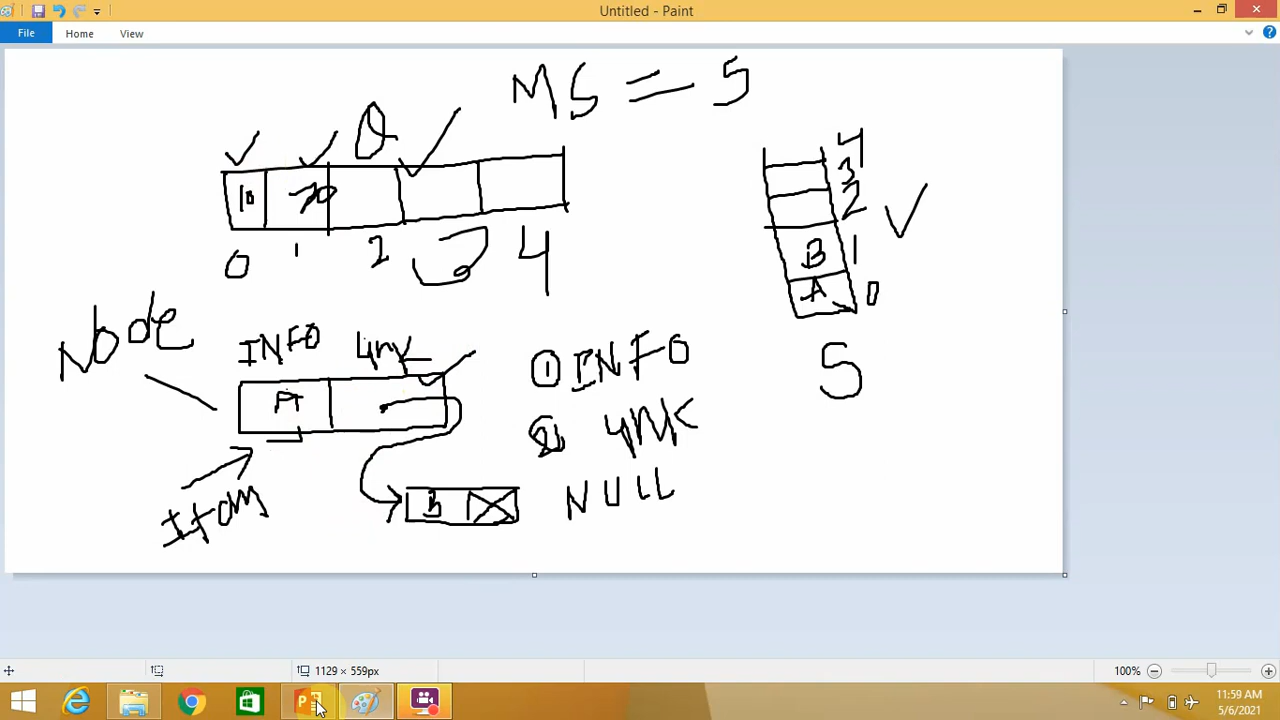 Untitled - Paint
File Home View
MS = 5
Q
10 20
0 1 2 3 4
4
3
2
B 1
A 0
5
Node
INFO Link
A
① INFO
② LINK
NULL
B
Item
1129 × 559px
100%
11:59 AM
5/6/2021